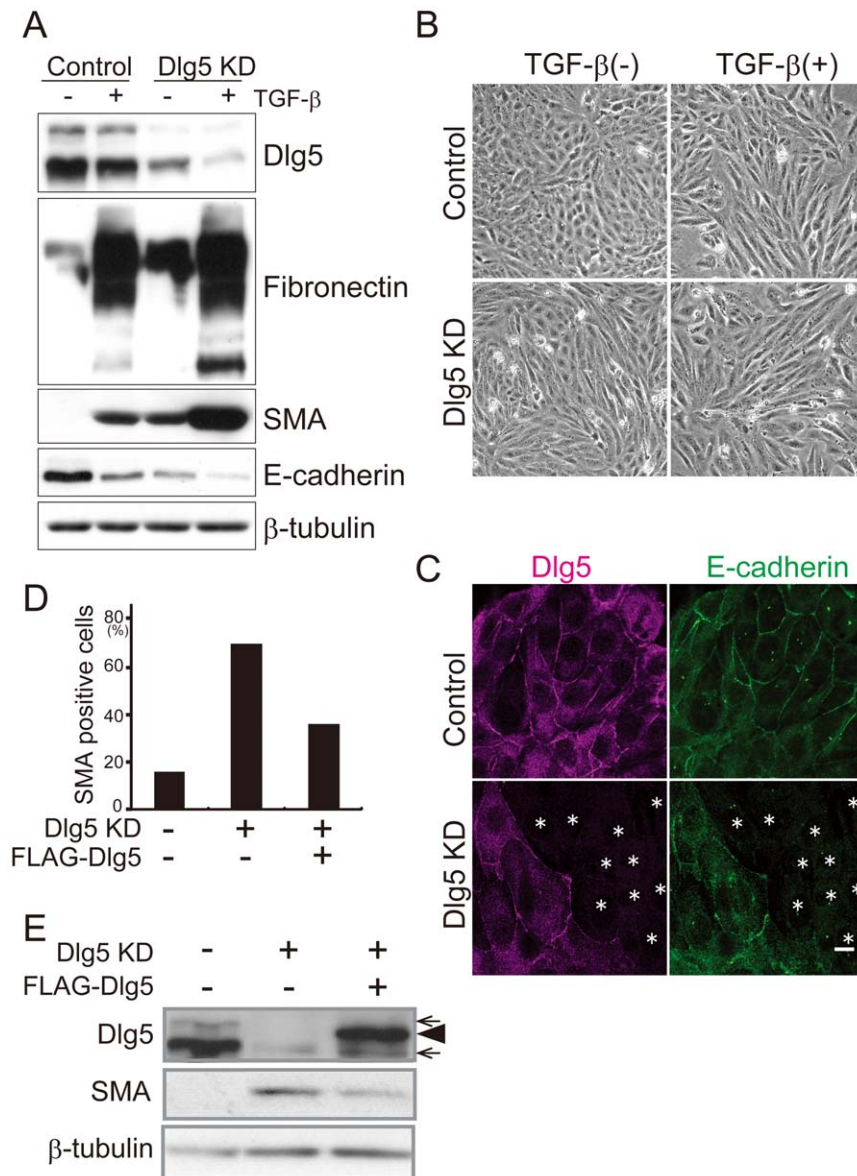 A
Control Dlg5 KD
- + - + TGF-β
Dlg5
Fibronectin
SMA
E-cadherin
β-tubulin
B
TGF-β(-) TGF-β(+)
Control
Dlg5 KD
C
Dlg5 E-cadherin
Control
Dlg5 KD
* * * * * * * * *
* * * * * * * * *
D
SMA positive cells
80
(%)
60
40
20
0
Dlg5 KD - + +
FLAG-Dlg5 - - +
E
Dlg5 KD - + +
FLAG-Dlg5 - - +
Dlg5
SMA
β-tubulin